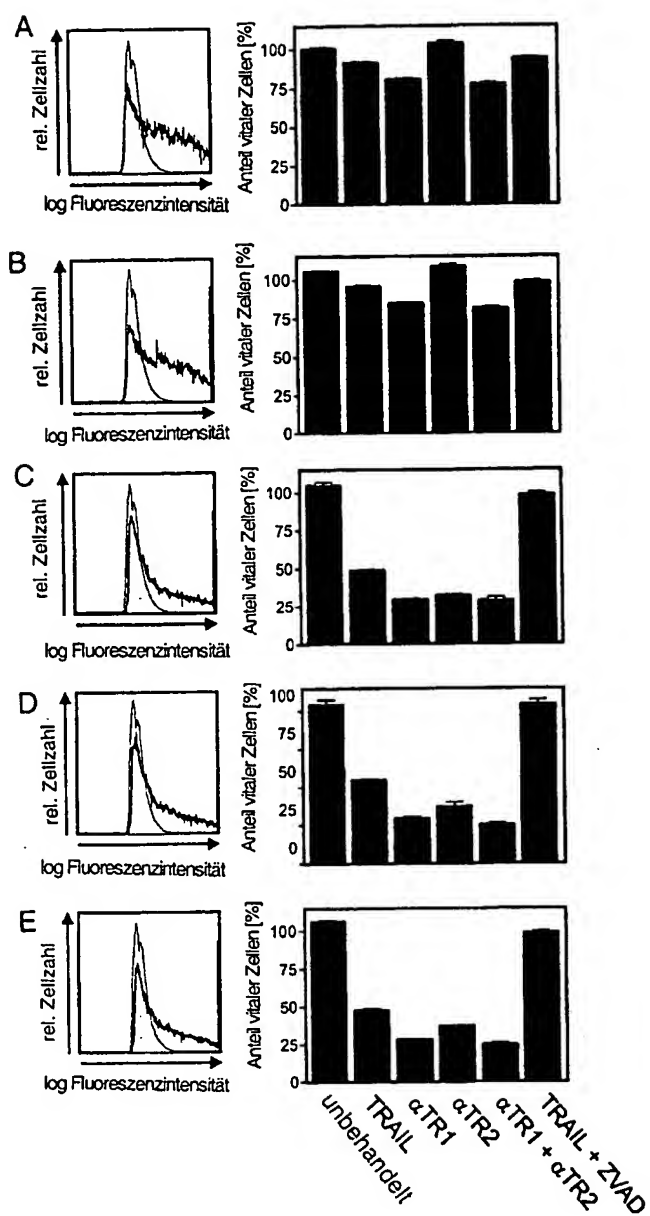 A
rel. Zellzahl
log Fluoreszenzintensität
Anteil vitaler Zellen [%]
100
75
50
25
0
B
rel. Zellzahl
log Fluoreszenzintensität
Anteil vitaler Zellen [%]
100
75
50
25
0
C
rel. Zellzahl
log Fluoreszenzintensität
Anteil vitaler Zellen [%]
100
75
50
25
0
D
rel. Zellzahl
log Fluoreszenzintensität
Anteil vitaler Zellen [%]
100
50
25
0
E
rel. Zellzahl
log Fluoreszenzintensität
Anteil vitaler Zellen [%]
100
75
50
25
0
unbehandelt
TRAIL
αTR1
αTR2
αTR1 + αTR2
TRAIL + ZVAD